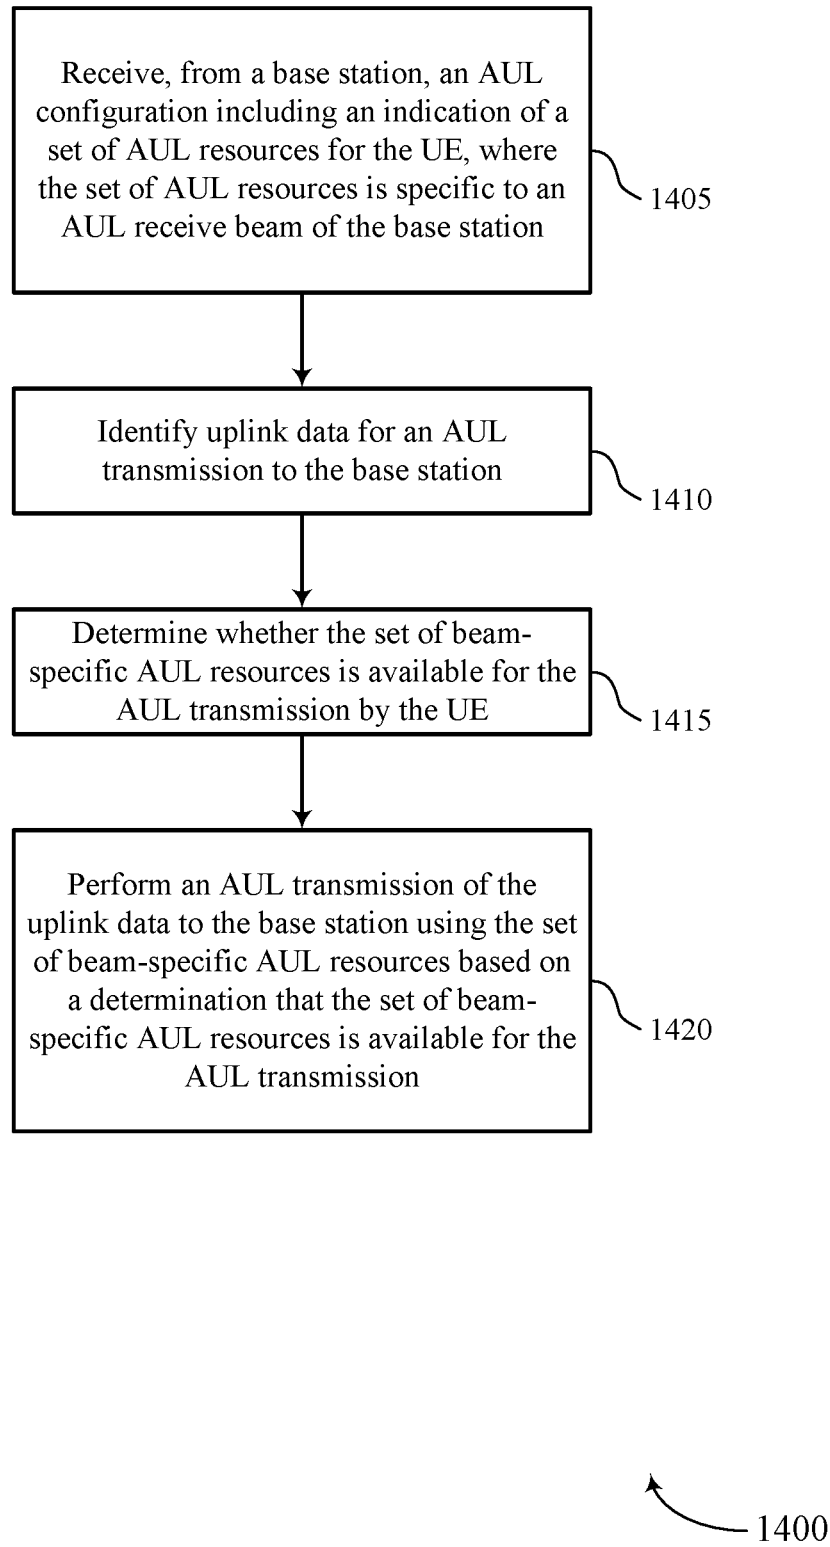 Receive, from a base station, an AUL
configuration including an indication of a
set of AUL resources for the UE, where
the set of AUL resources is specific to an
AUL receive beam of the base station
1405
Identify uplink data for an AUL
transmission to the base station
1410
Determine whether the set of beam-
specific AUL resources is available for the
AUL transmission by the UE
1415
Perform an AUL transmission of the
uplink data to the base station using the set
of beam-specific AUL resources based on
a determination that the set of beam-
specific AUL resources is available for the
AUL transmission
1420
1400